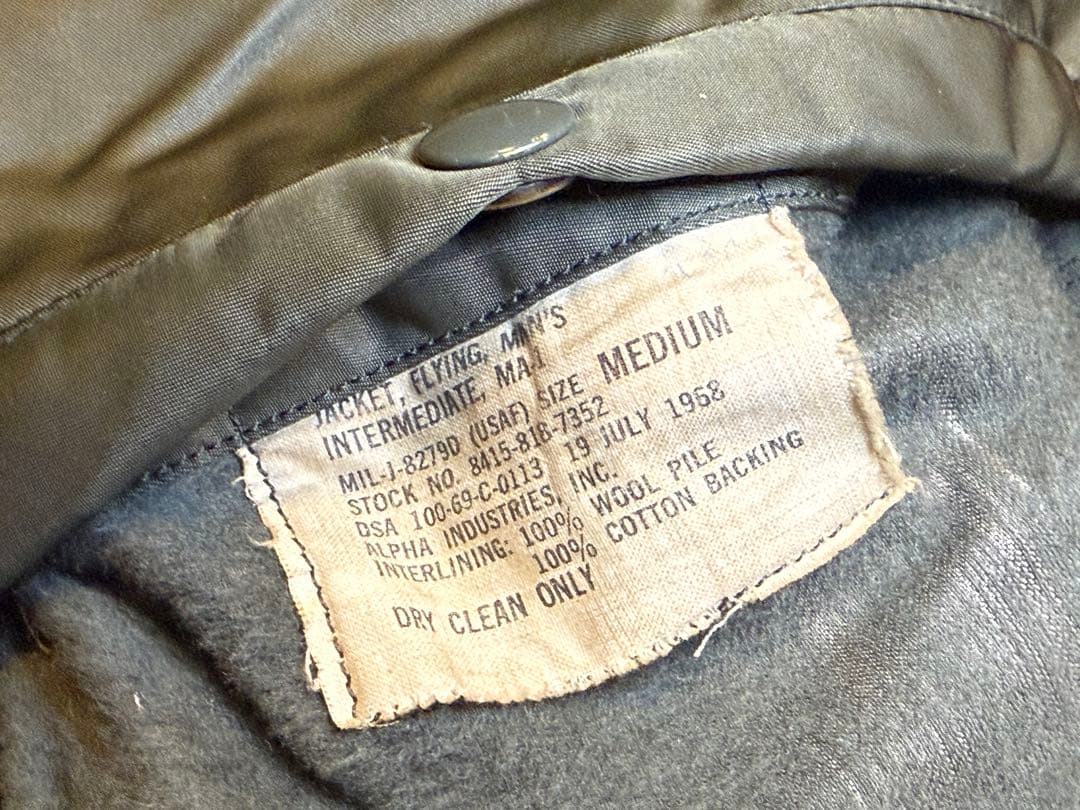 JACKET, FLYING, MAN'S
INTERMEDIATE, MA-1
MIL-J-8279D (USAF) SIZE MEDIUM
STOCK NO. 8415-818-7352
DSA 100-69-C-0113 19 JULY 1968
ALPHA INDUSTRIES, INC.
INTERLINING: 100% WOOL PILE
100% COTTON BACKING
DRY CLEAN ONLY